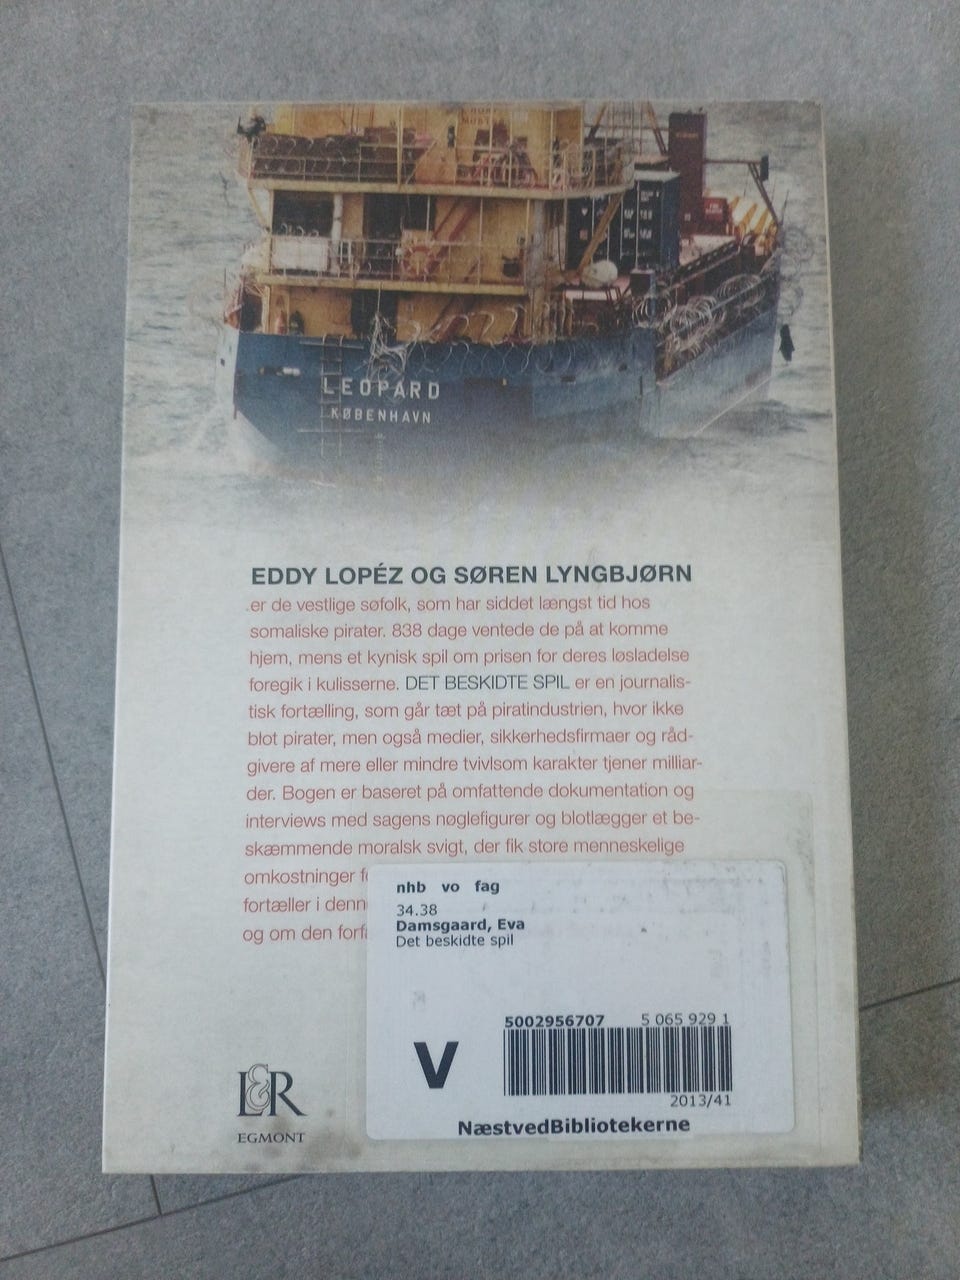 LEOPARD
KØBENHAVN
EDDY LOPÉZ OG SØREN LYNGBJØRN
er de vestlige søfolk, som har siddet længst tid hos
somaliske pirater. 838 dage ventede de på at komme
hjem, mens et kynisk spil om prisen for deres løsladelse
foregik i kulisserne. DET BESKIDTE SPIL er en journalis-
tisk fortælling, som går tæt på piratindustrien, hvor ikke
blot pirater, men også medier, sikkerhedsfirmaer og råd-
givere af mere eller mindre tvivlsom karakter tjener milliar-
der. Bogen er baseret på omfattende dokumentation og
interviews med sagens nøglefigurer og blotlægger et be-
skæmmende moralsk svigt, der fik store menneskelige
omkostninger
fortæller i
og om den
nhb vo fag
34.38
Damsgaard, Eva
Det beskidte spil
5002956707 5 065 929 1
V
2013/41
NæstvedBibliotekerne
L&R
EGMONT